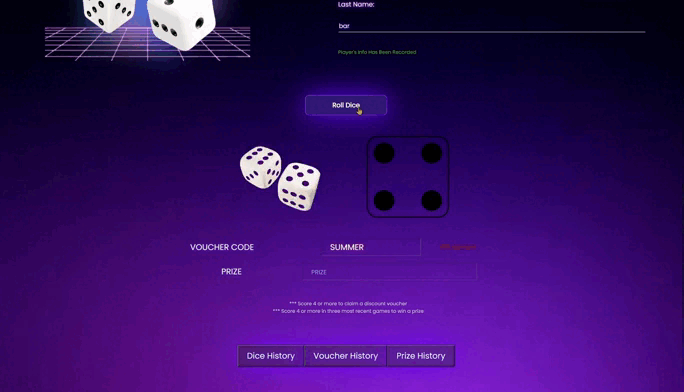 Last Name:
bar
Player's Info Has Been Recorded
Roll Dice
VOUCHER CODE
SUMMER
PRIZE
PRIZE
*** Score 4 or more to claim a discount voucher
*** Score 4 or more in three most recent games to win a prize
Dice History
Voucher History
Prize History